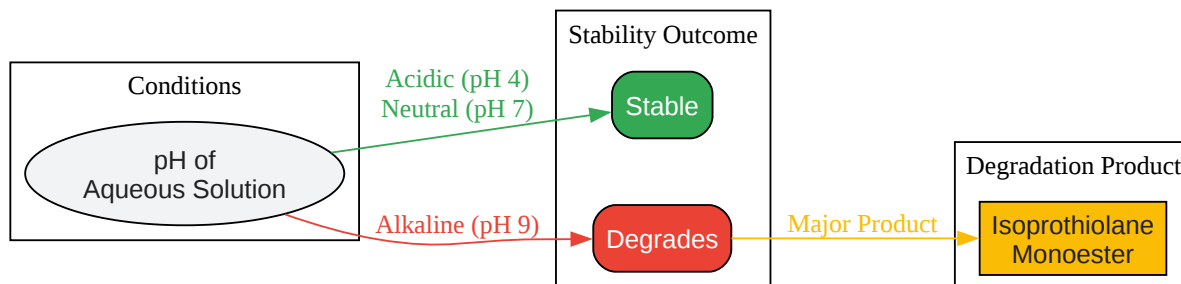 Conditions
pH of
Aqueous Solution
Acidic (pH 4)
Neutral (pH 7)
Alkaline (pH 9)
Stability Outcome
Stable
Degrades
Major Product
Degradation Product
Isoprothiolane
Monoester